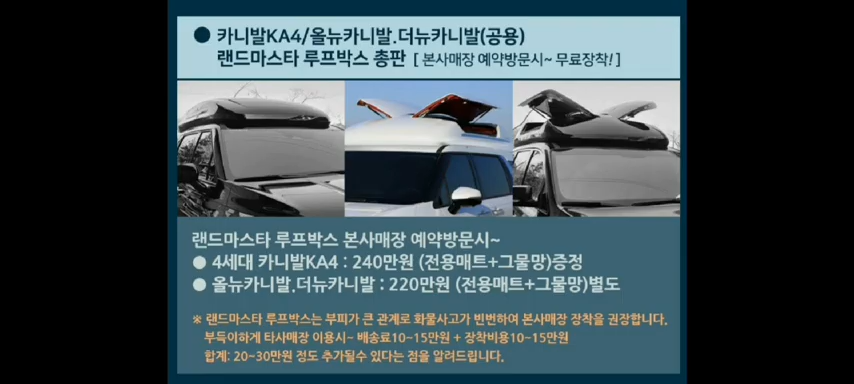 ● 카니발KA4/올뉴카니발.더뉴카니발(공용)
랜드마스타 루프박스 총판 [ 본사매장 예약방문시~ 무료장착! ]
랜드마스타 루프박스 본사매장 예약방문시~
● 4세대 카니발KA4 : 240만원 (전용매트+그물망)증정
● 올뉴카니발.더뉴카니발 : 220만원 (전용매트+그물망)별도
※ 랜드마스타 루프박스는 부피가 큰 관계로 화물사고가 빈번하여 본사매장 장착을 권장합니다.
부득이하게 타사매장 이용시~ 배송료10~15만원 + 장착비용10~15만원
합계: 20~30만원 정도 추가될수 있다는 점을 알려드립니다.